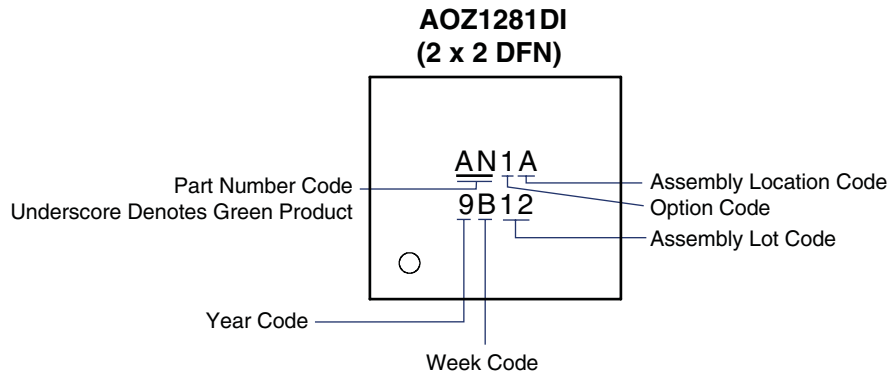 AOZ1281DI
(2 x 2 DFN)
AN1A
Part Number Code
Underscore Denotes Green Product
Assembly Location Code
Option Code
9B12
Assembly Lot Code
Year Code
Week Code